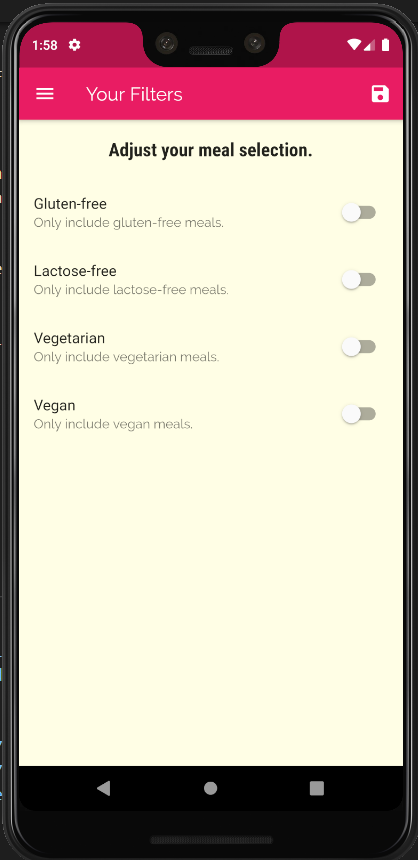 1:58
Your Filters
Adjust your meal selection.
Gluten-free
Only include gluten-free meals.
Lactose-free
Only include lactose-free meals.
Vegetarian
Only include vegetarian meals.
Vegan
Only include vegan meals.